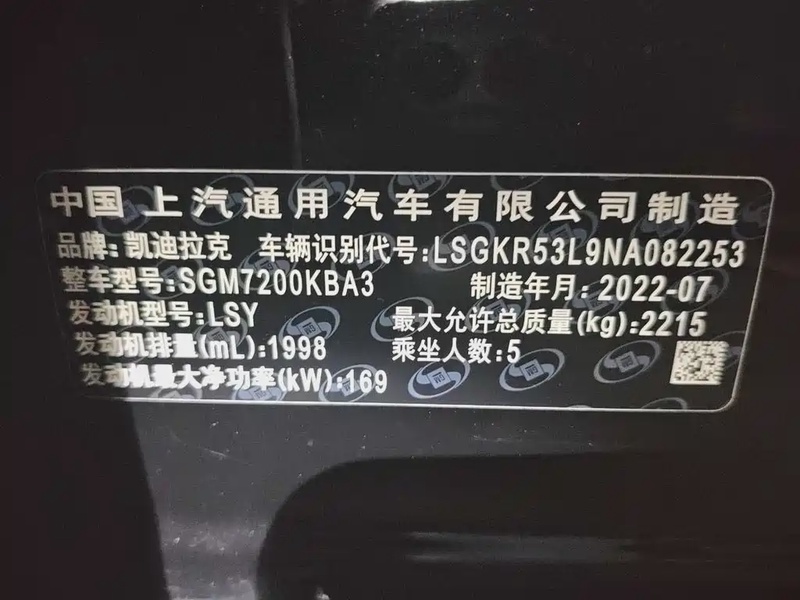 中国 上汽通用汽车有限公司制造
品牌:凯迪拉克 车辆识别代号:LSGKR53L9NA082253
整车型号:SGM7200KBA3 制造年月:2022-07
发动机型号:LSY 最大允许总质量(kg):2215
发动机排量(mL):1998 乘坐人数:5
发动机最大净功率(kW):169